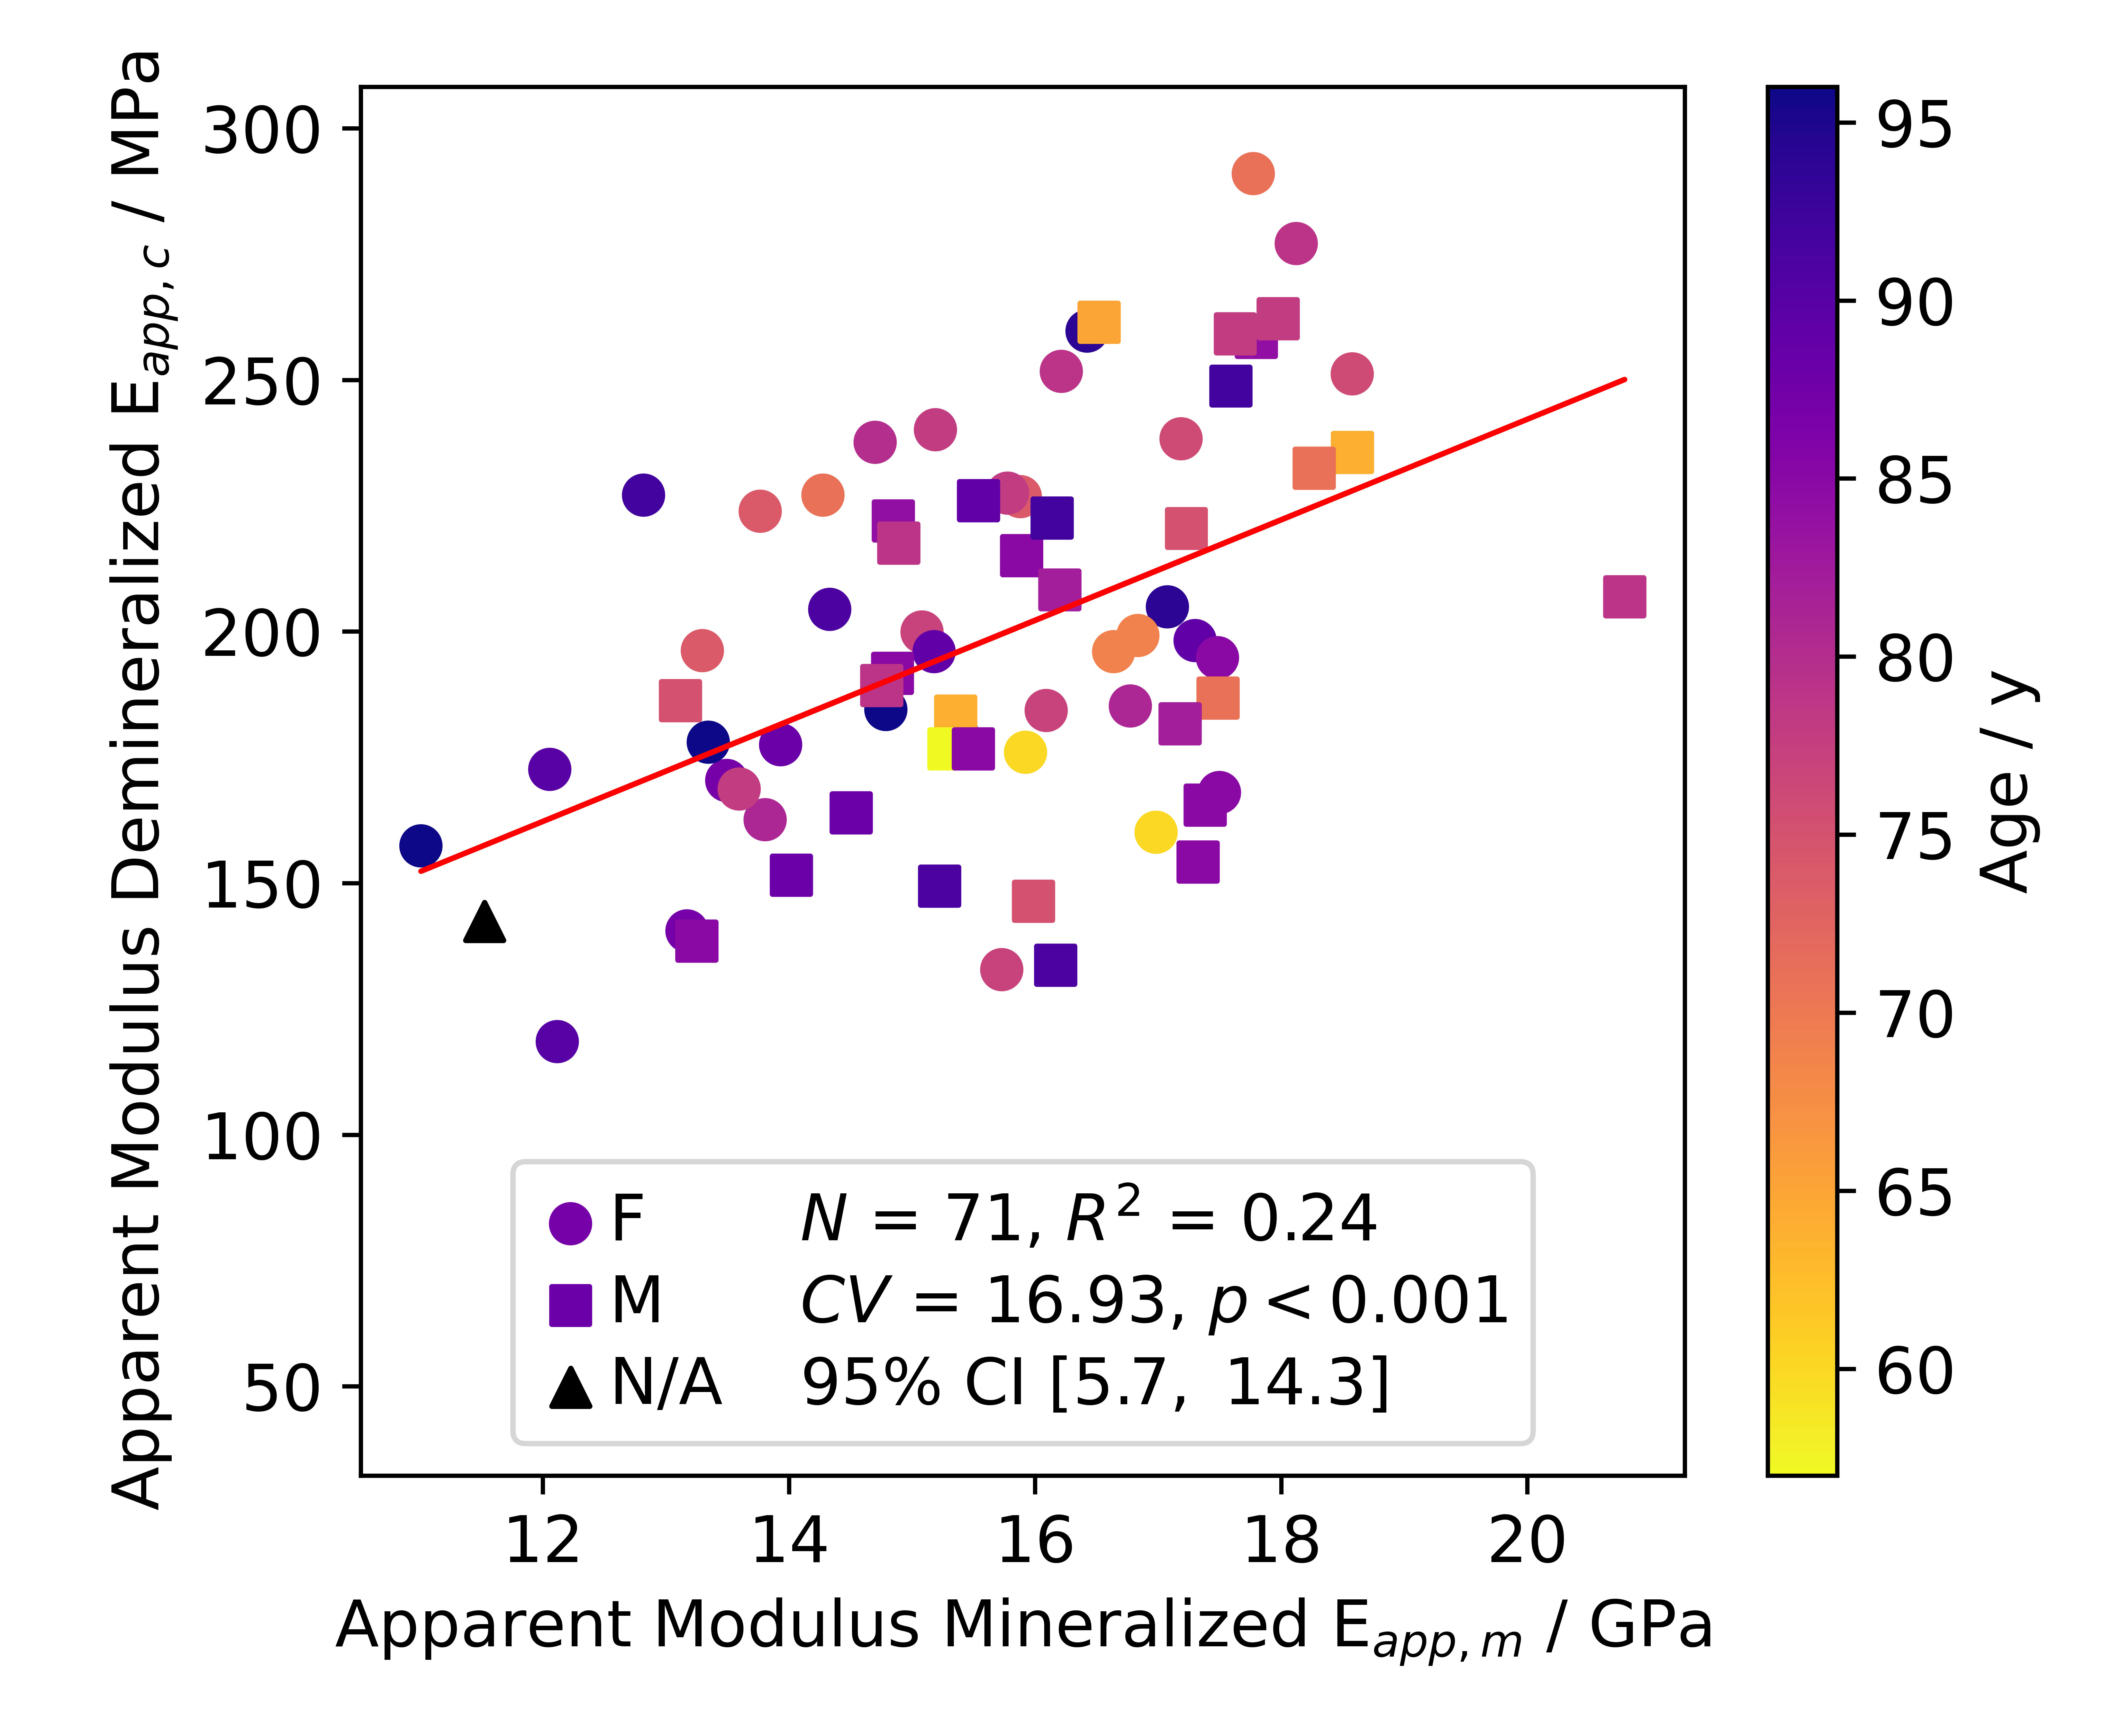 Apparent Modulus Demineralized E_app,c / MPa
300
250
200
150
100
50
F N = 71, R² = 0.24
M CV = 16.93, p < 0.001
N/A 95% CI [5.7, 14.3]
12 14 16 18 20
Apparent Modulus Mineralized E_app,m / GPa
95
90
85
80
75
70
65
60
Age / y